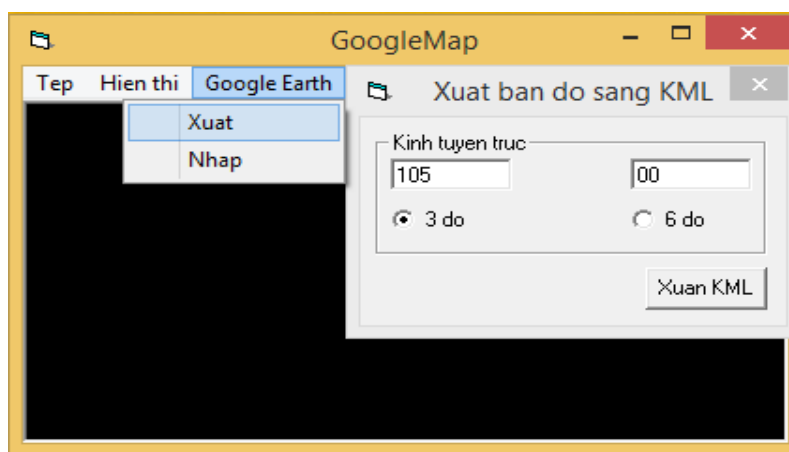 GoogleMap
Tep Hien thi Google Earth
Xuat
Nhap
Xuat ban do sang KML
Kinh tuyen truc
105 00
3 do 6 do
Xuan KML